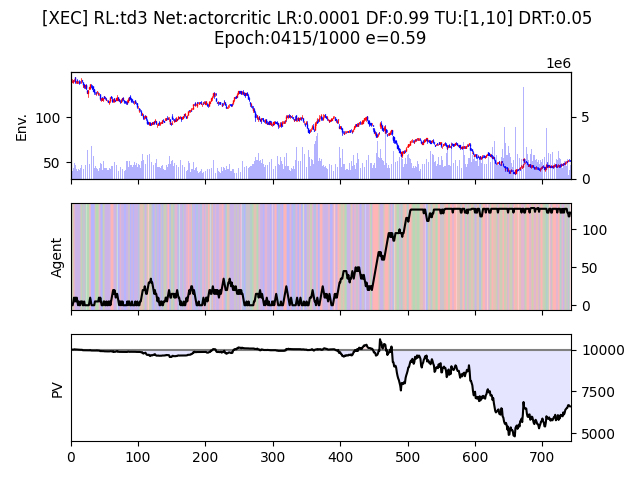 [XEC] RL:td3 Net:actorcritic LR:0.0001 DF:0.99 TU:[1,10] DRT:0.05
Epoch:0415/1000 e=0.59
1e6
Env.
100
50
5
0
Agent
100
50
0
PV
10000
7500
5000
0 100 200 300 400 500 600 700